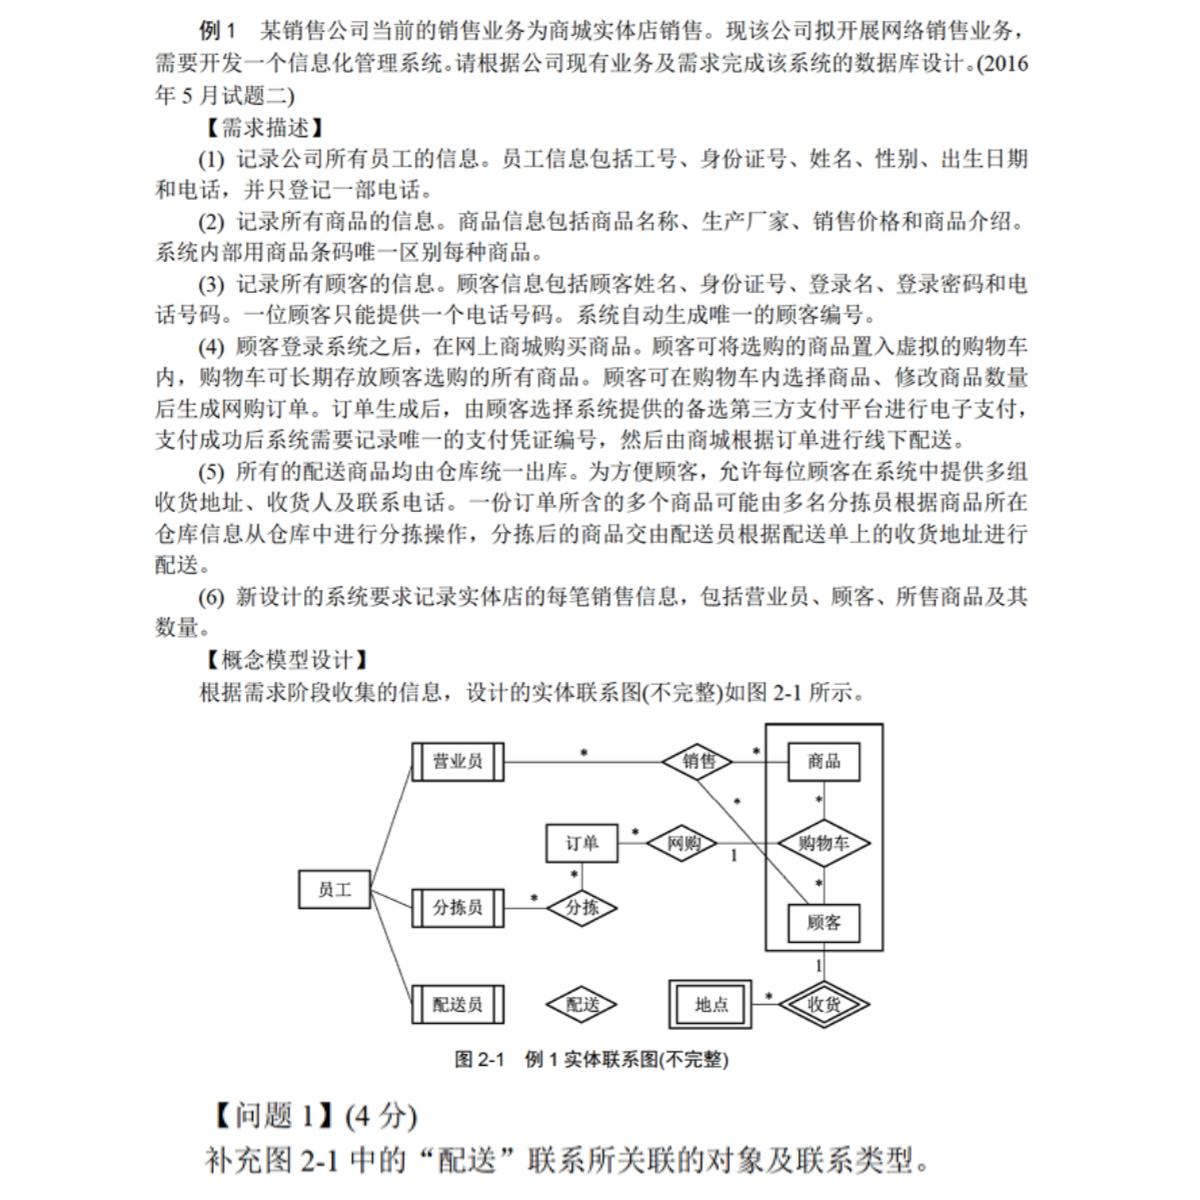 例 1 某销售公司当前的销售业务为商城实体店销售。现该公司拟开展网络销售业务，
需要开发一个信息化管理系统。请根据公司现有业务及需求完成该系统的数据库设计。(2016
年 5 月试题二)
【需求描述】
(1) 记录公司所有员工的信息。员工信息包括工号、身份证号、姓名、性别、出生日期
和电话，并只登记一部电话。
(2) 记录所有商品的信息。商品信息包括商品名称、生产厂家、销售价格和商品介绍。
系统内部用商品条码唯一区别每种商品。
(3) 记录所有顾客的信息。顾客信息包括顾客姓名、身份证号、登录名、登录密码和电
话号码。一位顾客只能提供一个电话号码。系统自动生成唯一的顾客编号。
(4) 顾客登录系统之后，在网上商城购买商品。顾客可将选购的商品置入虚拟的购物车
内，购物车可长期存放顾客选购的所有商品。顾客可在购物车内选择商品、修改商品数量
后生成网购订单。订单生成后，由顾客选择系统提供的备选第三方支付平台进行电子支付，
支付成功后系统需要记录唯一的支付凭证编号，然后由商城根据订单进行线下配送。
(5) 所有的配送商品均由仓库统一出库。为方便顾客，允许每位顾客在系统中提供多组
收货地址、收货人及联系电话。一份订单所含的多个商品可能由多名分拣员根据商品所在
仓库信息从仓库中进行分拣操作，分拣后的商品交由配送员根据配送单上的收货地址进行
配送。
(6) 新设计的系统要求记录实体店的每笔销售信息，包括营业员、顾客、所售商品及其
数量。
【概念模型设计】
根据需求阶段收集的信息，设计的实体联系图(不完整)如图 2-1 所示。
营业员 * 销售 * 商品
* *
订单 * 网购 1 购物车
员工 * *
分拣员 * 分拣 顾客
1
配送员 配送 地点 * 收货
图 2-1 例 1 实体联系图(不完整)
【问题 1】(4 分)
补充图 2-1 中的“配送”联系所关联的对象及联系类型。